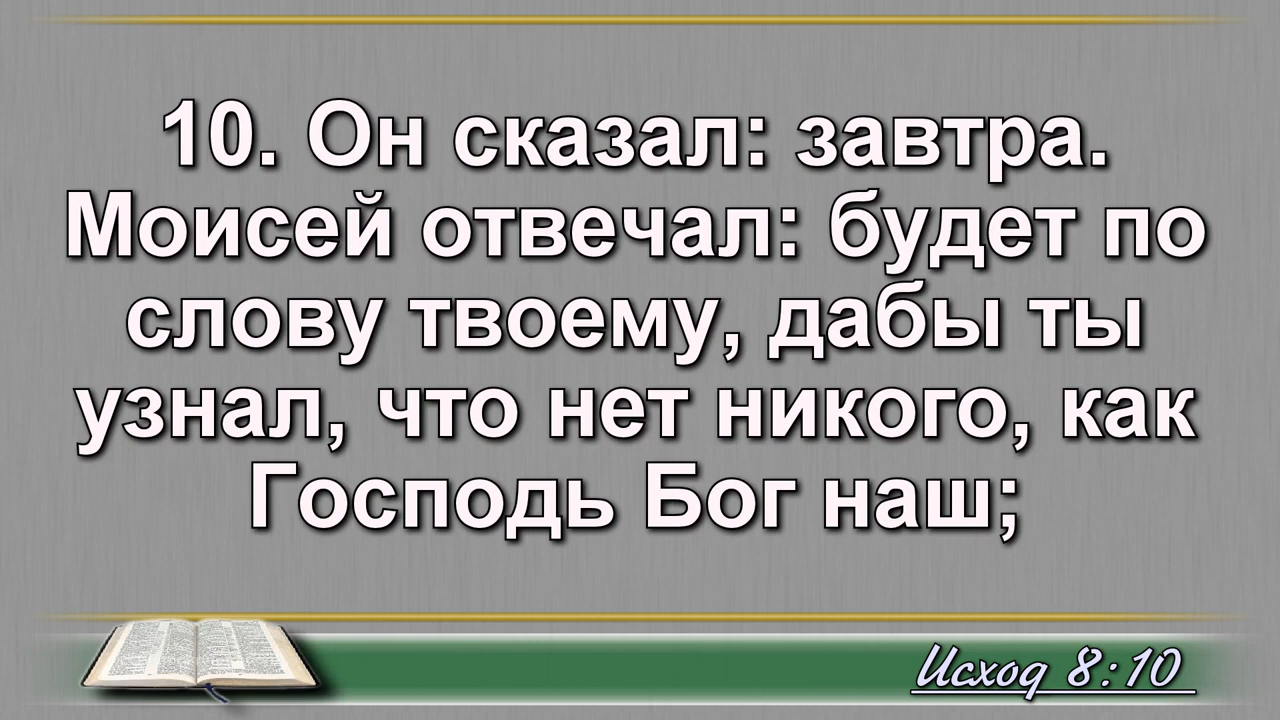 10. Он сказал: завтра.
Моисей отвечал: будет по
слову твоему, дабы ты
узнал, что нет никого, как
Господь Бог наш;
Исход 8:10